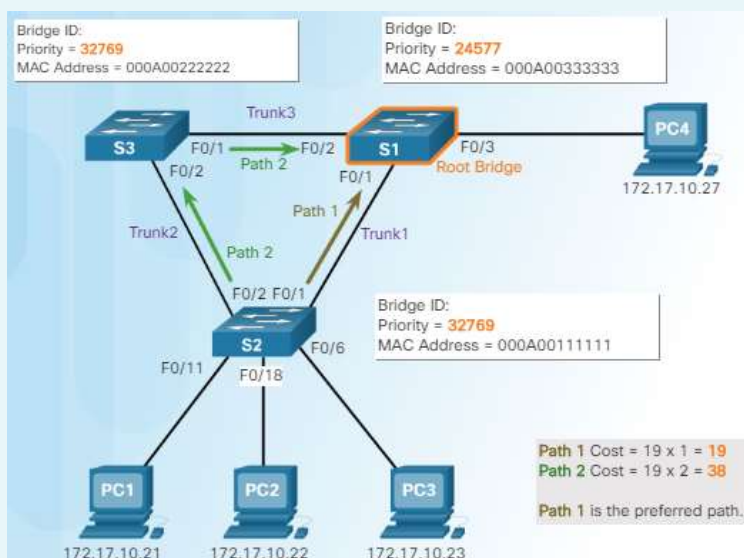 Bridge ID:
Priority = 32769
MAC Address = 000A00222222
Bridge ID:
Priority = 24577
MAC Address = 000A00333333
Trunk3
S3
F0/1
F0/2
S1
F0/3
PC4
Path 2
Root Bridge
F0/2
F0/1
172.17.10.27
Path 1
Trunk2
Trunk1
Path 2
F0/2 F0/1
Bridge ID:
Priority = 32769
MAC Address = 000A00111111
S2
F0/6
F0/11
F0/18
Path 1 Cost = 19 x 1 = 19
Path 2 Cost = 19 x 2 = 38
Path 1 is the preferred path.
PC1
PC2
PC3
172.17.10.21
172.17.10.22
172.17.10.23